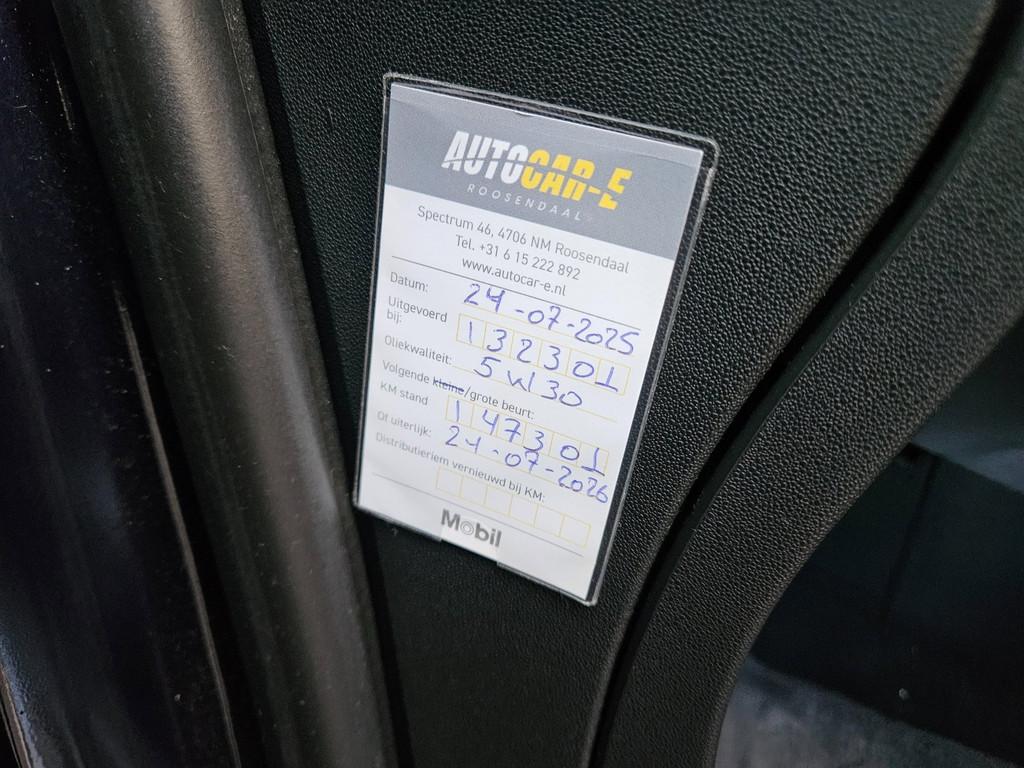 AUTOCAR-E
ROOSENDAAL
Spectrum 46, 4706 NM Roosendaal
Tel. +31 6 15 222 892
www.autocar-e.nl
Datum: 24-07-2025
Uitgevoerd bij: 132301
Oliekwaliteit: 5W30
Volgende kleine/grote beurt:
KM stand 147301
Of uiterlijk: 24-07-2026
Distributieriem vernieuwd bij KM:
Mobil